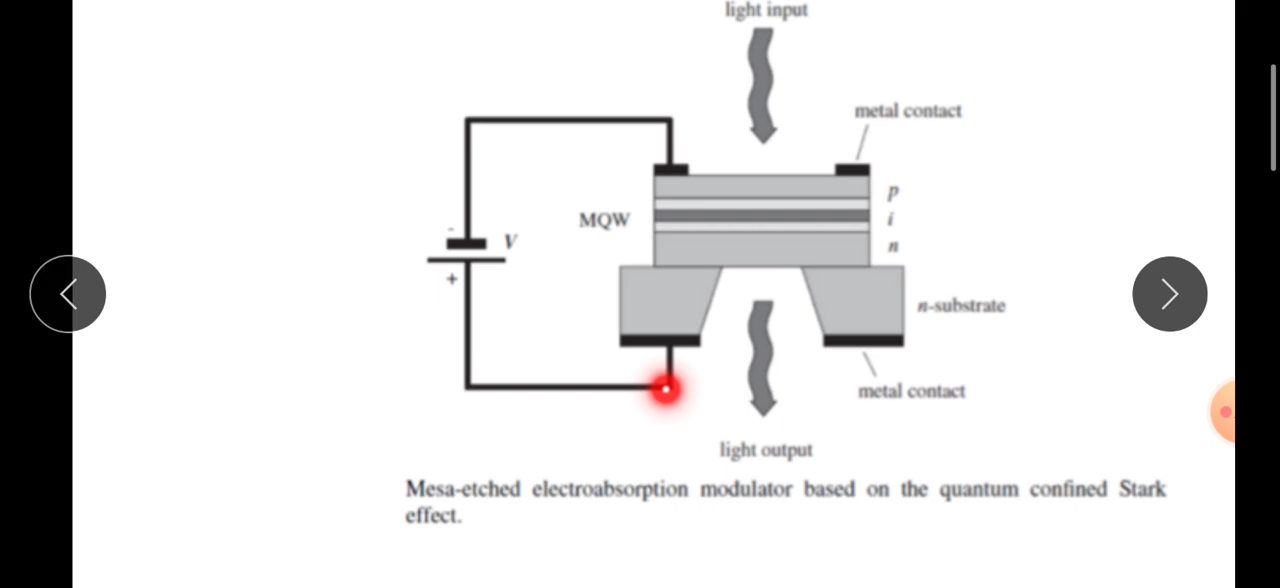 light input
metal contact
p
MQW
i
-
V
n
+
n-substrate
metal contact
light output
Mesa-etched electroabsorption modulator based on the quantum confined Stark
effect.